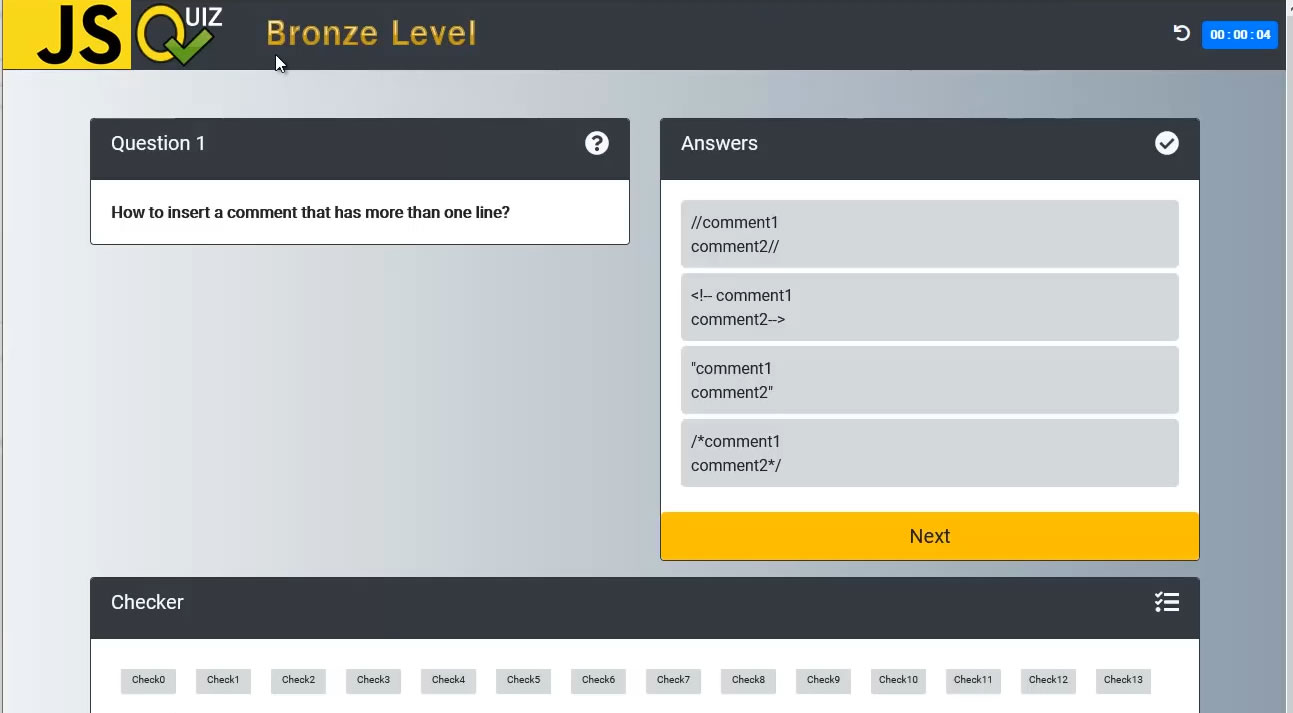 JS QUIZ
Bronze Level
00:00:04
Question 1
How to insert a comment that has more than one line?
Answers
//comment1
comment2//
<!-- comment1
comment2-->
"comment1
comment2"
/*comment1
comment2*/
Next
Checker
Check0 Check1 Check2 Check3 Check4 Check5 Check6 Check7 Check8 Check9 Check10 Check11 Check12 Check13